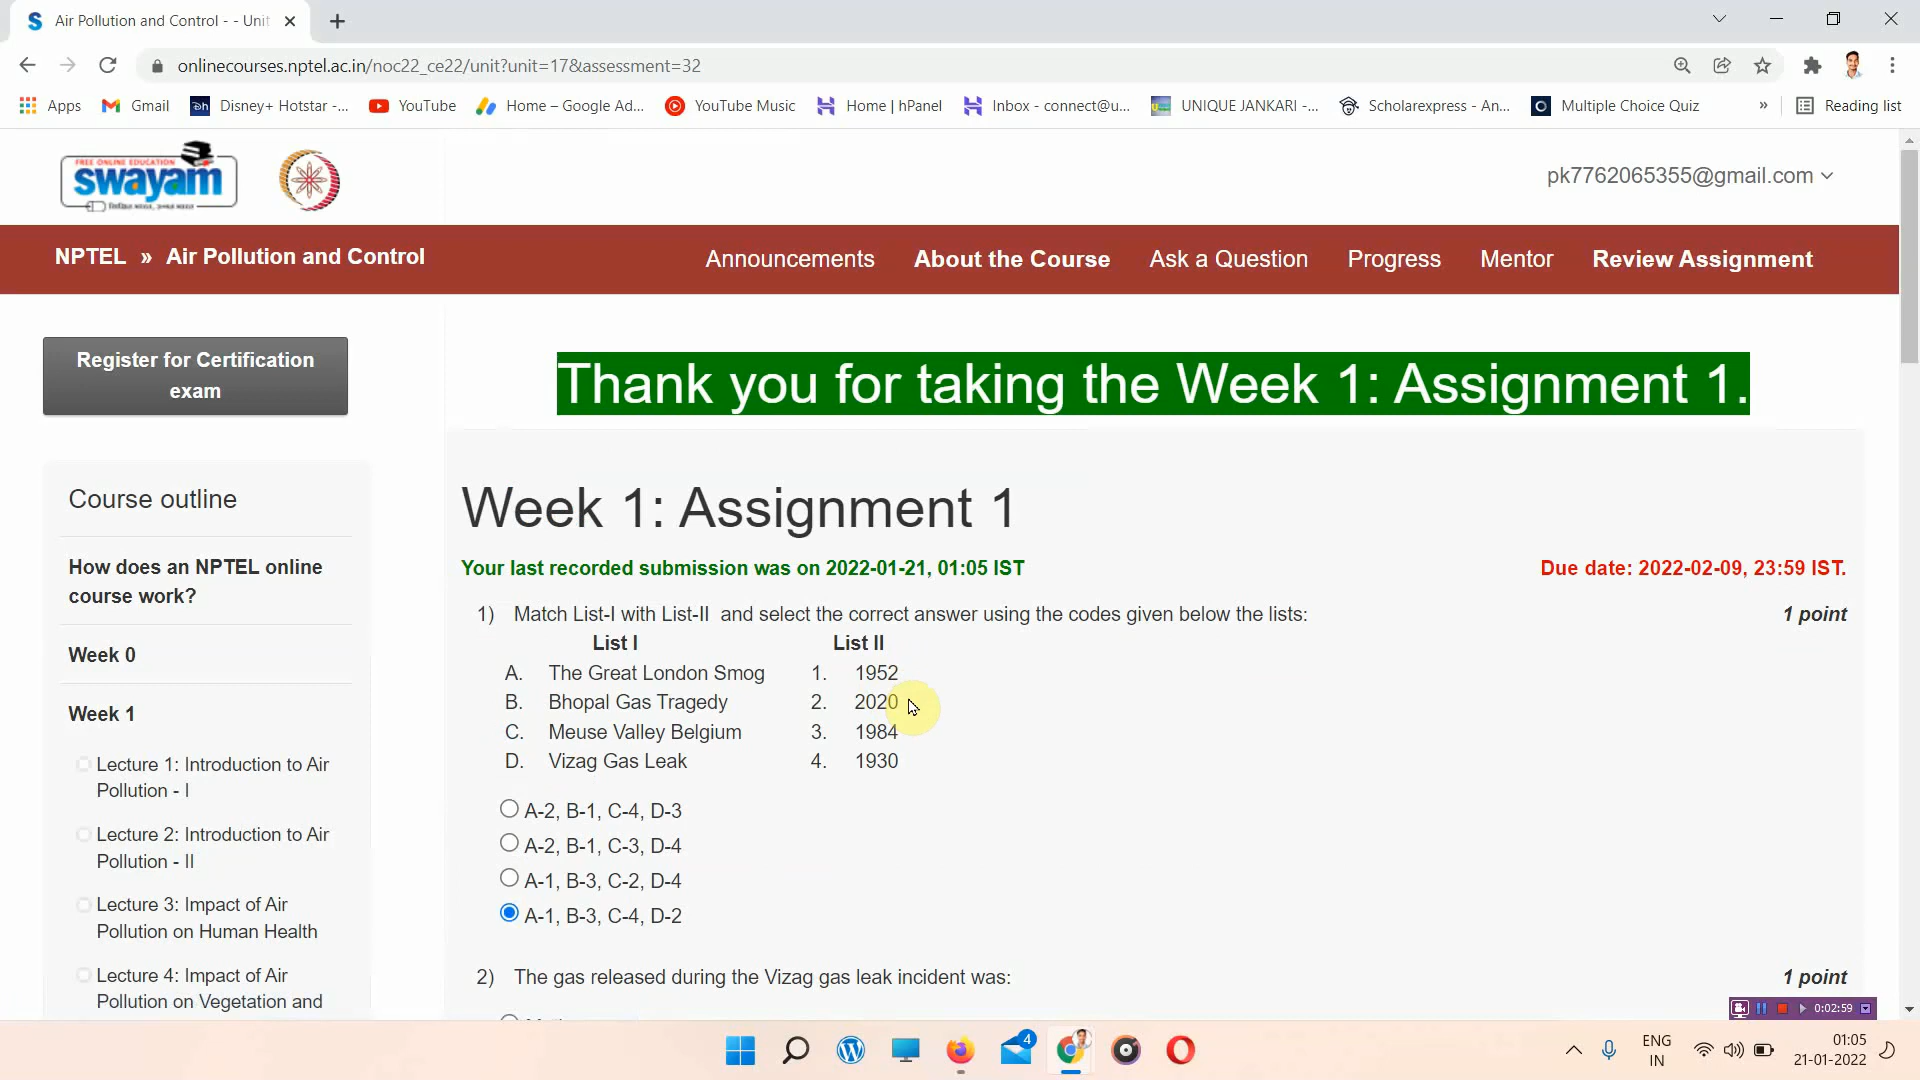 Air Pollution and Control - - Unit
onlinecourses.nptel.ac.in/noc22_ce22/unit?unit=17&assessment=32
Apps
Gmail
Disney+ Hotstar -...
YouTube
Home – Google Ad...
YouTube Music
Home | hPanel
Inbox - connect@u...
UNIQUE JANKARI -...
Scholarexpress - An...
Multiple Choice Quiz
»
Reading list
FREE ONLINE EDUCATION
swayam
pk7762065355@gmail.com
NPTEL » Air Pollution and Control
Announcements
About the Course
Ask a Question
Progress
Mentor
Review Assignment
Register for Certification
exam
Thank you for taking the Week 1: Assignment 1.
Course outline
How does an NPTEL online
course work?
Week 0
Week 1
Lecture 1: Introduction to Air
Pollution - I
Lecture 2: Introduction to Air
Pollution - II
Lecture 3: Impact of Air
Pollution on Human Health
Lecture 4: Impact of Air
Pollution on Vegetation and
Week 1: Assignment 1
Your last recorded submission was on 2022-01-21, 01:05 IST
Due date: 2022-02-09, 23:59 IST.
1) Match List-I with List-II and select the correct answer using the codes given below the lists:
1 point
List I List II
A. The Great London Smog 1. 1952
B. Bhopal Gas Tragedy 2. 2020
C. Meuse Valley Belgium 3. 1984
D. Vizag Gas Leak 4. 1930
A-2, B-1, C-4, D-3
A-2, B-1, C-3, D-4
A-1, B-3, C-2, D-4
A-1, B-3, C-4, D-2
2) The gas released during the Vizag gas leak incident was:
1 point
0:02:59
4
ENG
IN
01:05
21-01-2022